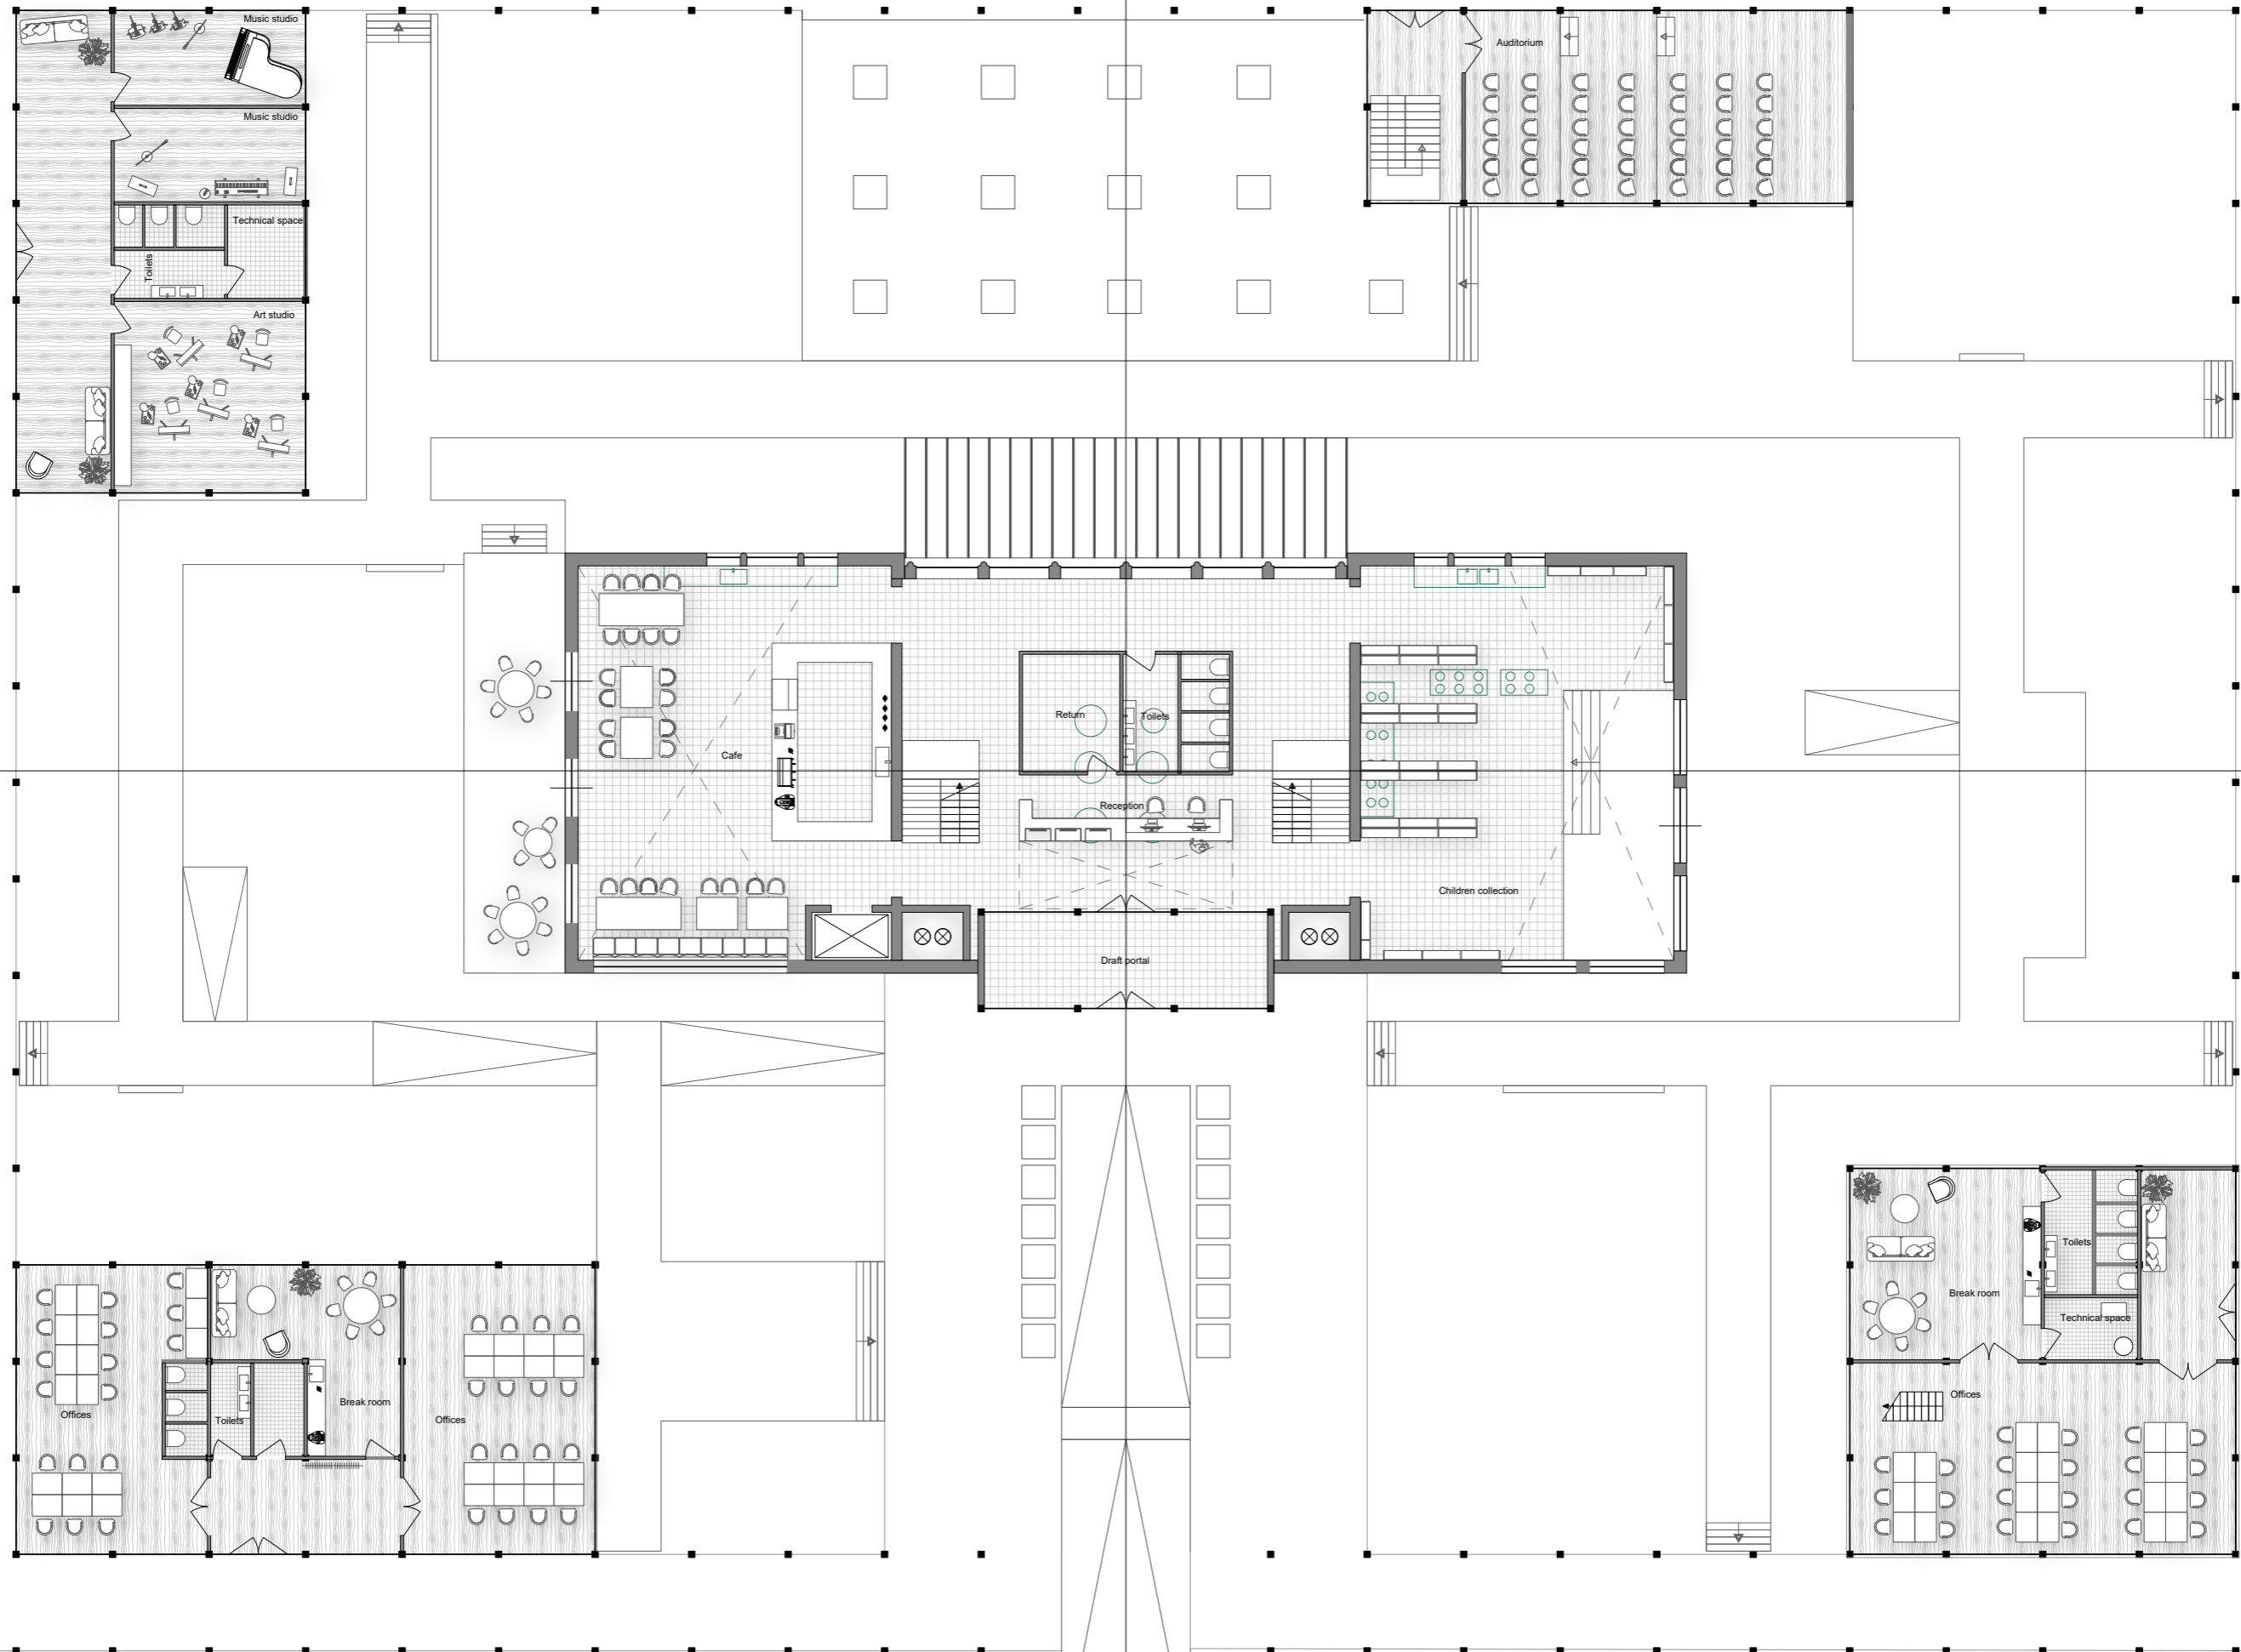 Music studio
Auditorium
Music studio
Technical space
Toilets
Art studio
Return
Toilets
Cafe
Reception
Children collection
Draft portal
Toilets
Break room
Technical space
Offices
Break room
Offices
Toilets
Offices